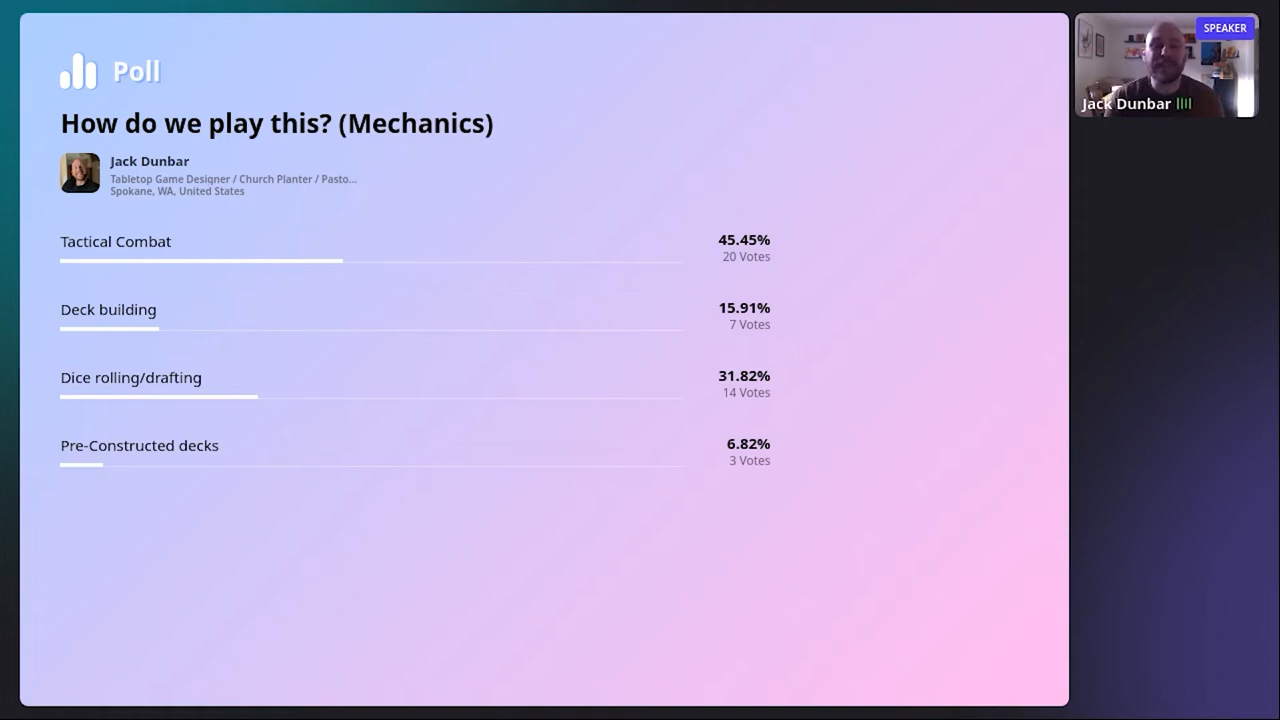 Poll
How do we play this? (Mechanics)
Jack Dunbar
Tabletop Game Designer / Church Planter / Pasto...
Spokane, WA, United States
Tactical Combat
45.45%
20 Votes
Deck building
15.91%
7 Votes
Dice rolling/drafting
31.82%
14 Votes
Pre-Constructed decks
6.82%
3 Votes
SPEAKER
Jack Dunbar